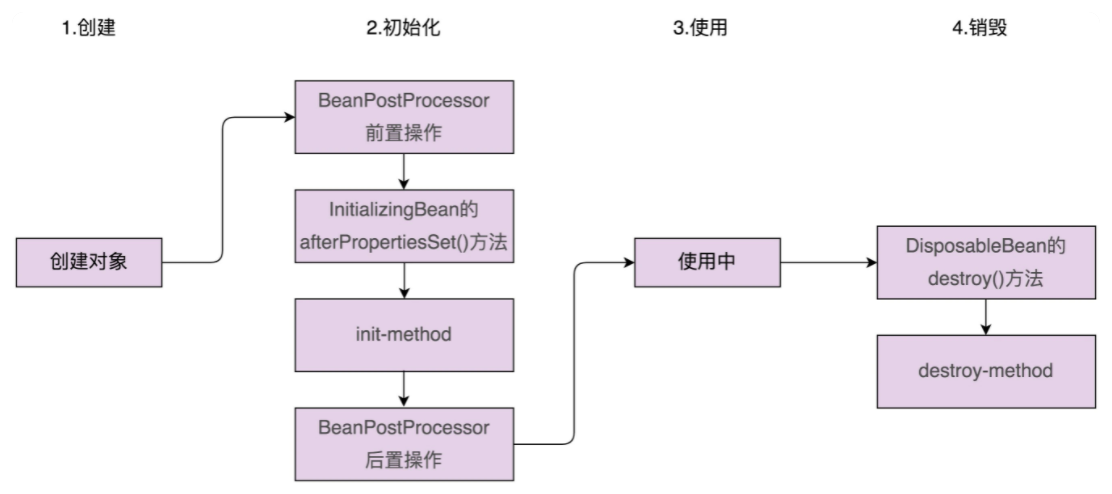 1.创建
2.初始化
3.使用
4.销毁
创建对象
BeanPostProcessor
前置操作
InitializingBean的
afterPropertiesSet()方法
init-method
BeanPostProcessor
后置操作
使用中
DisposableBean的
destroy()方法
destroy-method